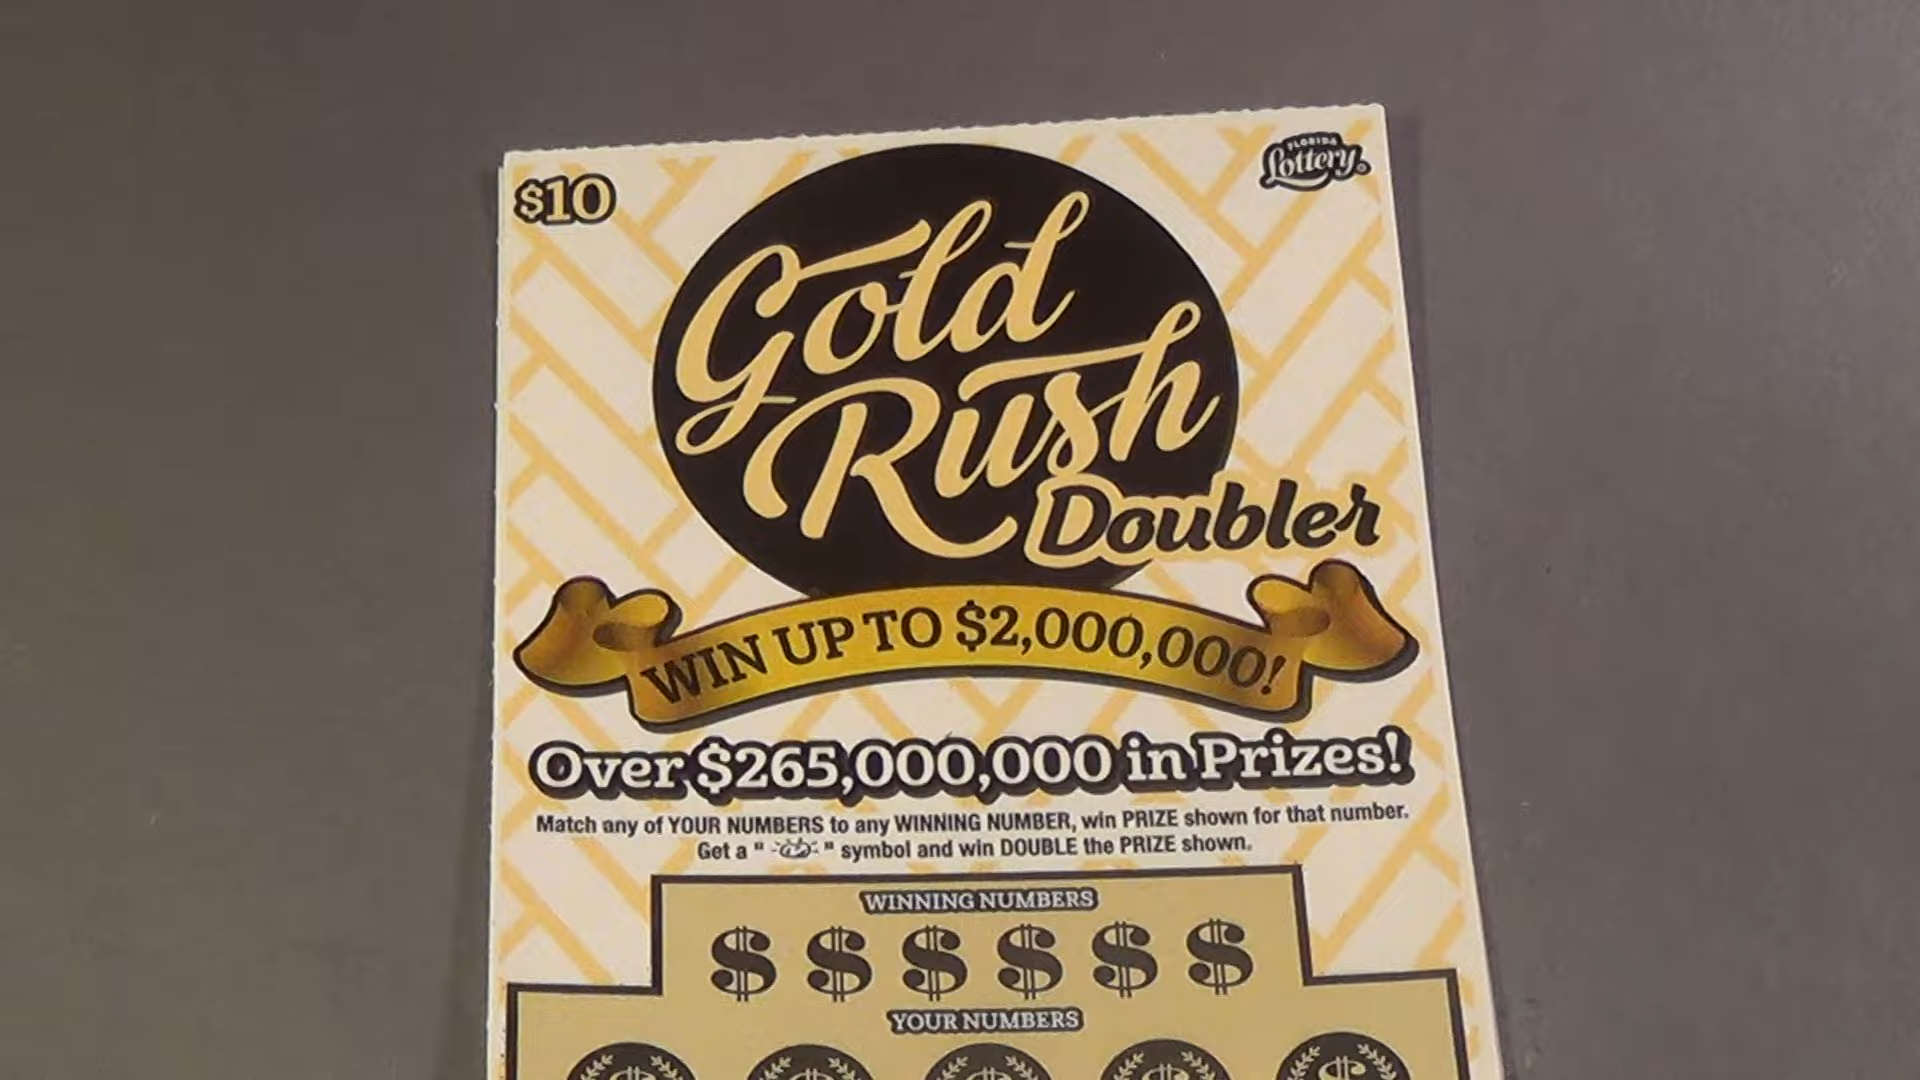 $10
FLORIDA
Lottery
Gold
Rush
Doubler
WIN UP TO $2,000,000!
Over $265,000,000 in Prizes!
Match any of YOUR NUMBERS to any WINNING NUMBER, win PRIZE shown for that number.
Get a " " symbol and win DOUBLE the PRIZE shown.
WINNING NUMBERS
$ $ $ $ $ $
YOUR NUMBERS
$ $ $ $ $